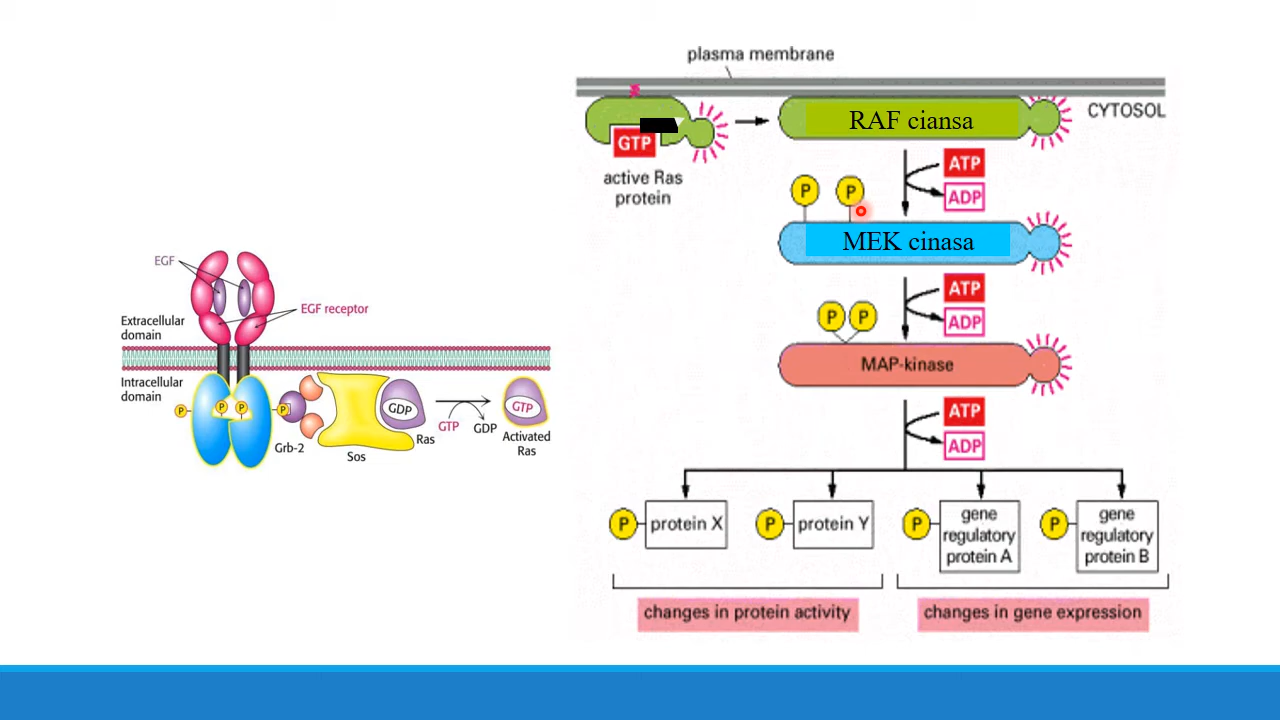 EGF
EGF receptor
Extracellular
domain
Intracellular
domain
P
P
P
P
Grb-2
Sos
GDP
Ras
GTP
GDP
GTP
Activated
Ras
plasma membrane
CYTOSOL
GTP
active Ras
protein
RAF ciansa
ATP
ADP
P
P
MEK cinasa
ATP
ADP
P
P
MAP-kinase
ATP
ADP
P
protein X
P
protein Y
P
gene
regulatory
protein A
P
gene
regulatory
protein B
changes in protein activity
changes in gene expression